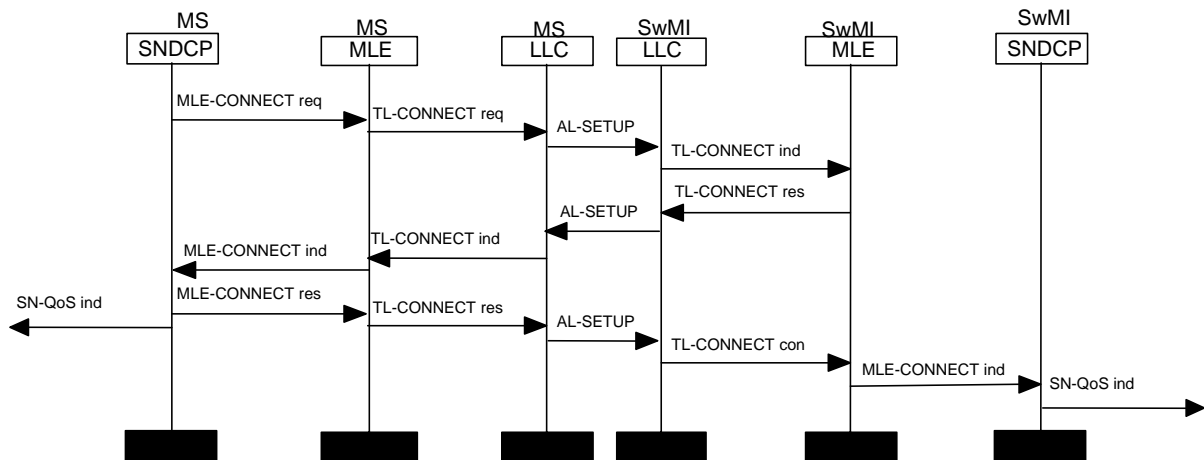 MS
SNDCP
MS
MLE
MS
LLC
SwMI
LLC
SwMI
MLE
SwMI
SNDCP
MLE-CONNECT req
TL-CONNECT req
AL-SETUP
TL-CONNECT ind
TL-CONNECT res
AL-SETUP
TL-CONNECT ind
MLE-CONNECT ind
MLE-CONNECT res
SN-QoS ind
TL-CONNECT res
AL-SETUP
TL-CONNECT con
MLE-CONNECT ind
SN-QoS ind